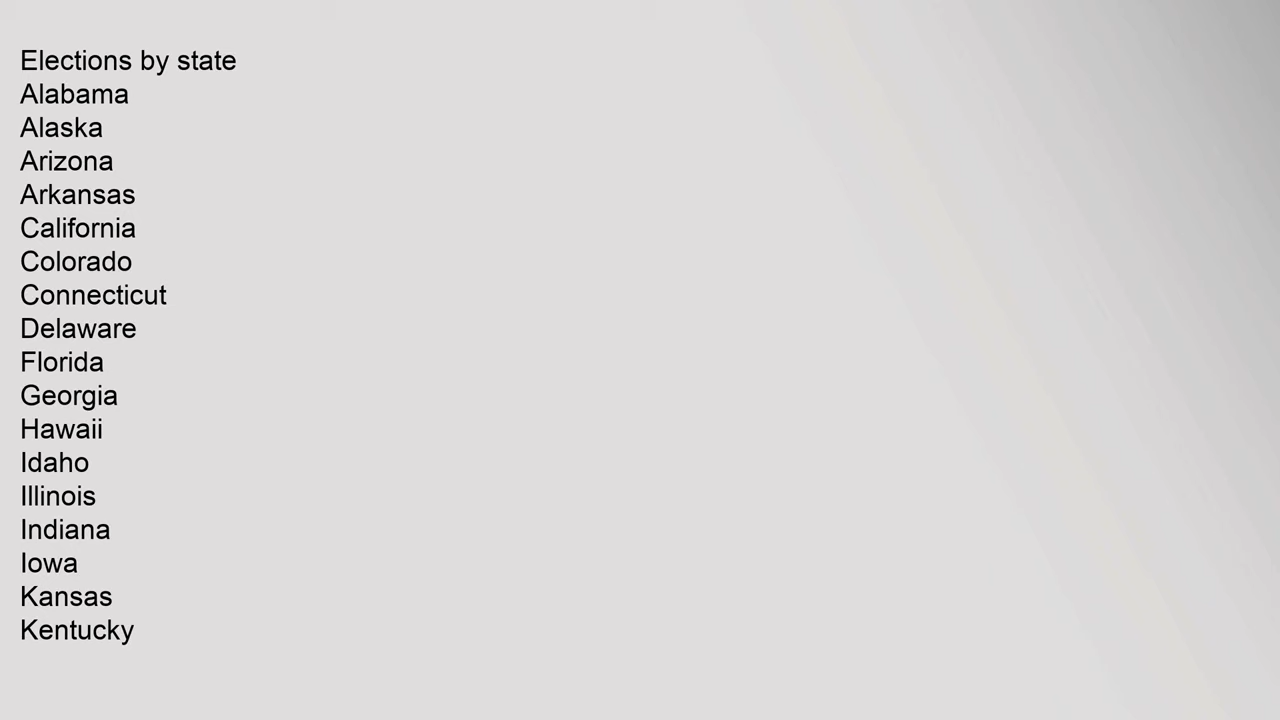 Elections by state
Alabama
Alaska
Arizona
Arkansas
California
Colorado
Connecticut
Delaware
Florida
Georgia
Hawaii
Idaho
Illinois
Indiana
Iowa
Kansas
Kentucky